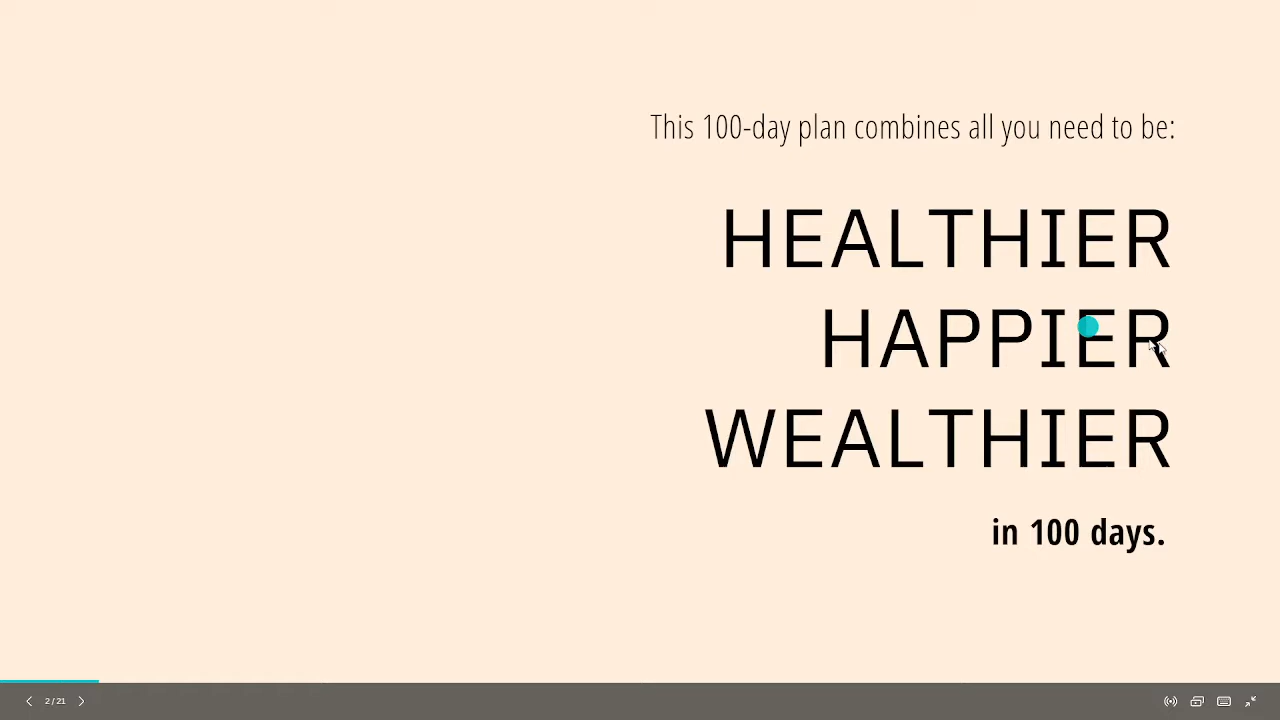 This 100-day plan combines all you need to be:
HEALTHIER
HAPPIER
WEALTHIER
in 100 days.
2 / 21